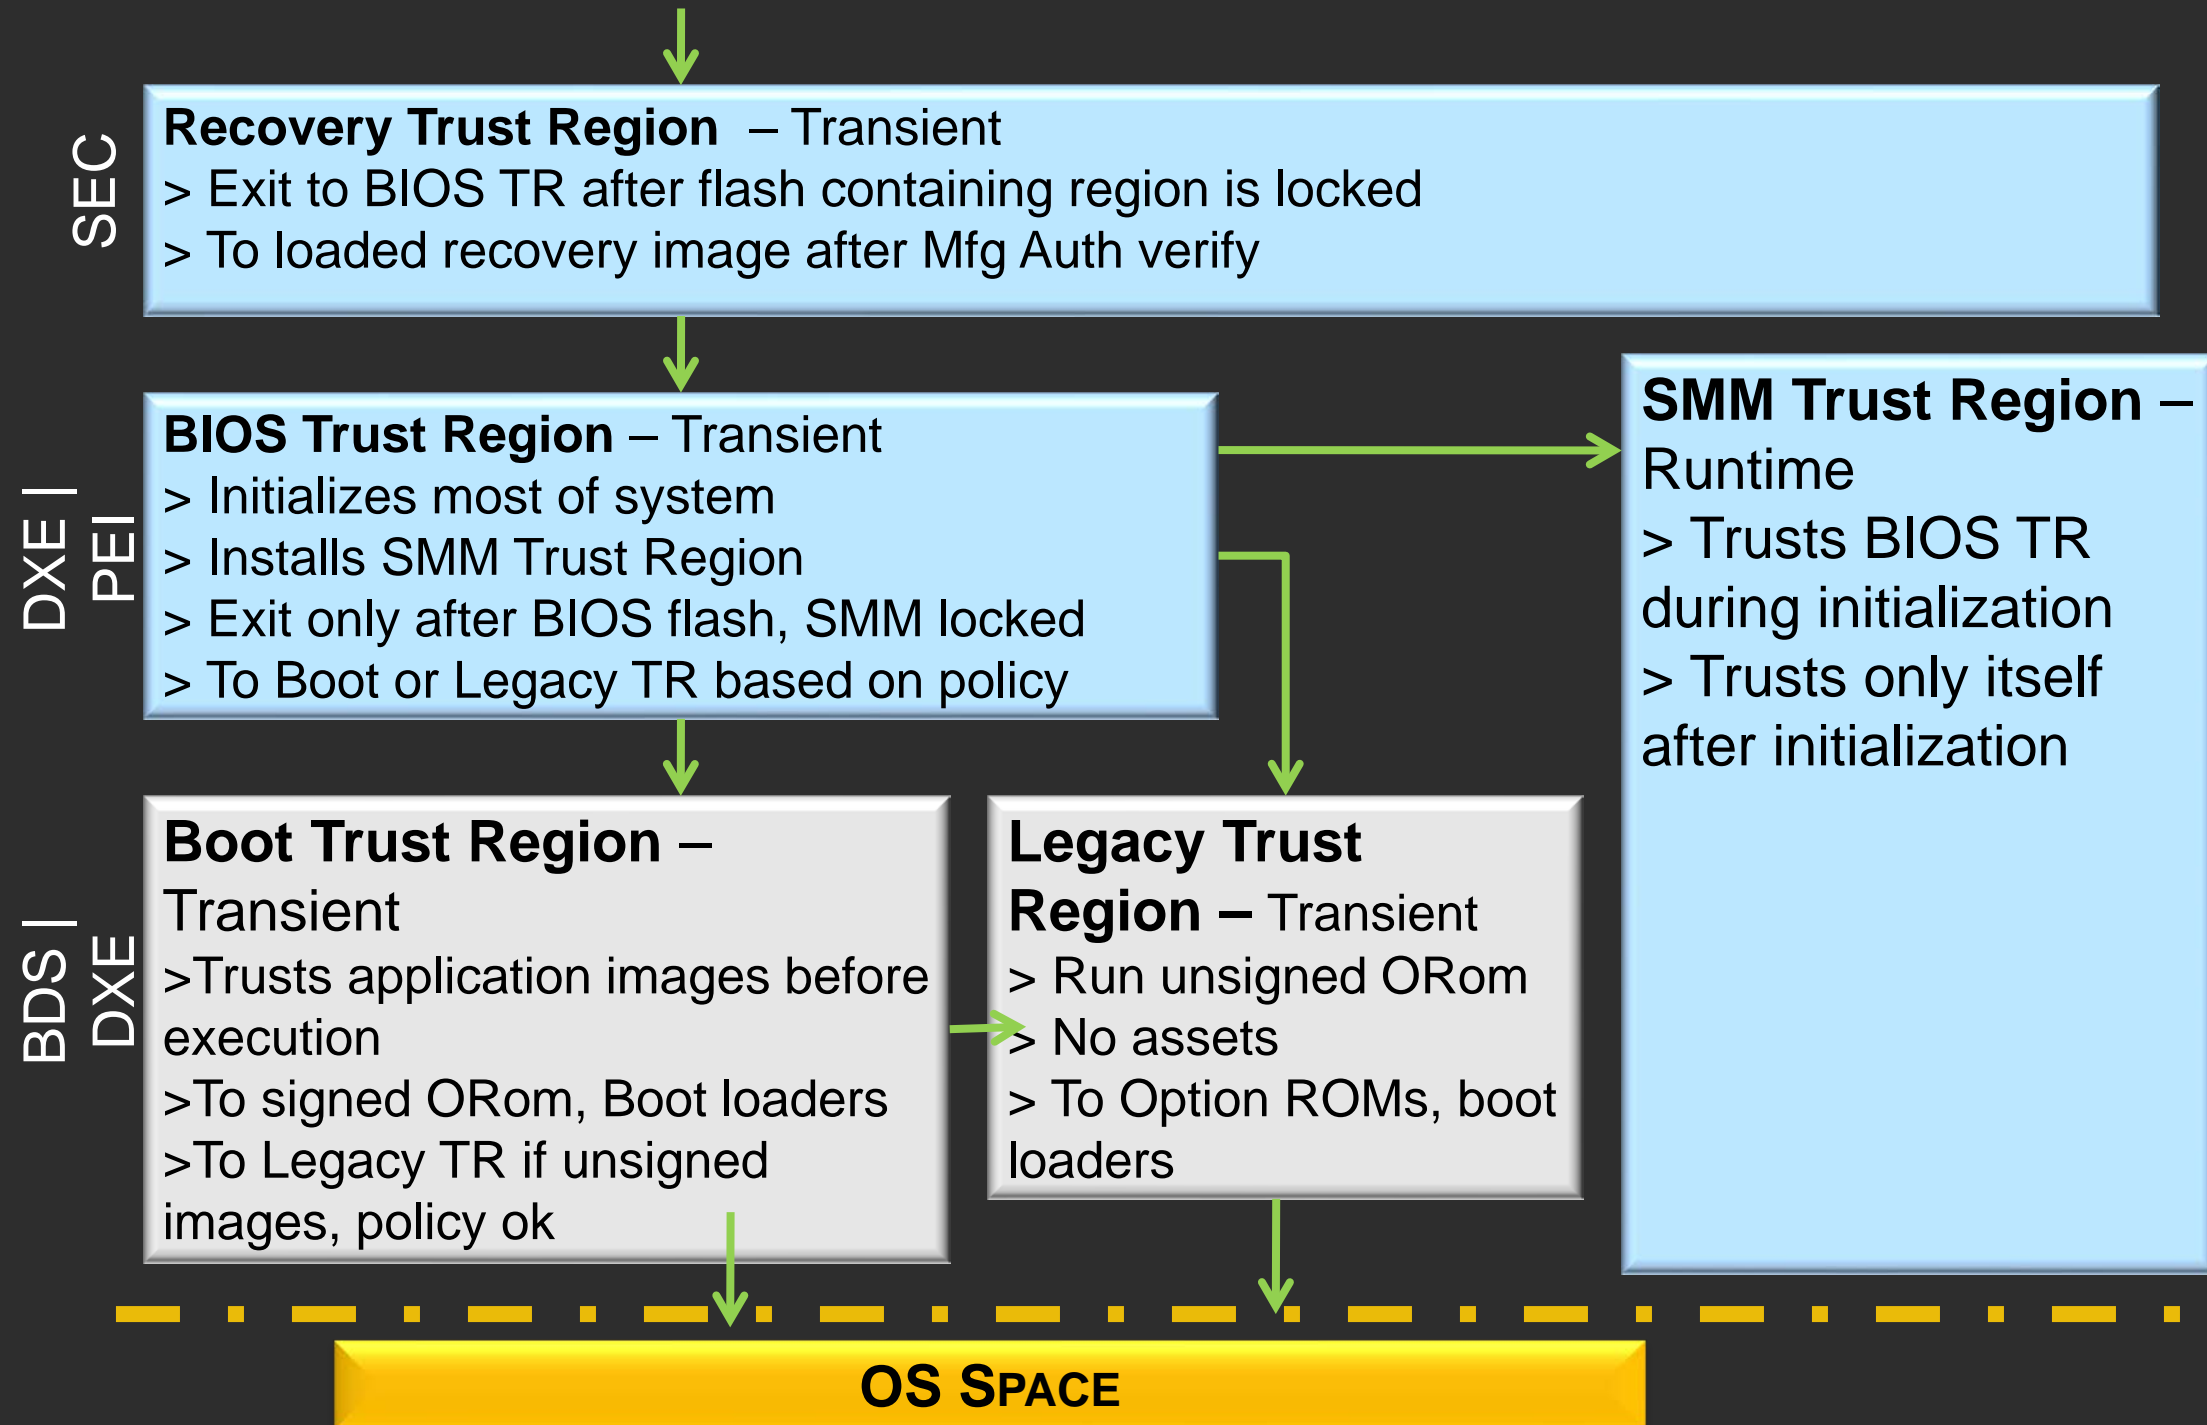 SEC
Recovery Trust Region – Transient
> Exit to BIOS TR after flash containing region is locked
> To loaded recovery image after Mfg Auth verify
DXE |
PEI
BIOS Trust Region – Transient
> Initializes most of system
> Installs SMM Trust Region
> Exit only after BIOS flash, SMM locked
> To Boot or Legacy TR based on policy
SMM Trust Region –
Runtime
> Trusts BIOS TR
during initialization
> Trusts only itself
after initialization
BDS |
DXE
Boot Trust Region –
Transient
>Trusts application images before
execution
>To signed ORom, Boot loaders
>To Legacy TR if unsigned
images, policy ok
Legacy Trust
Region – Transient
> Run unsigned ORom
> No assets
> To Option ROMs, boot
loaders
OS SPACE